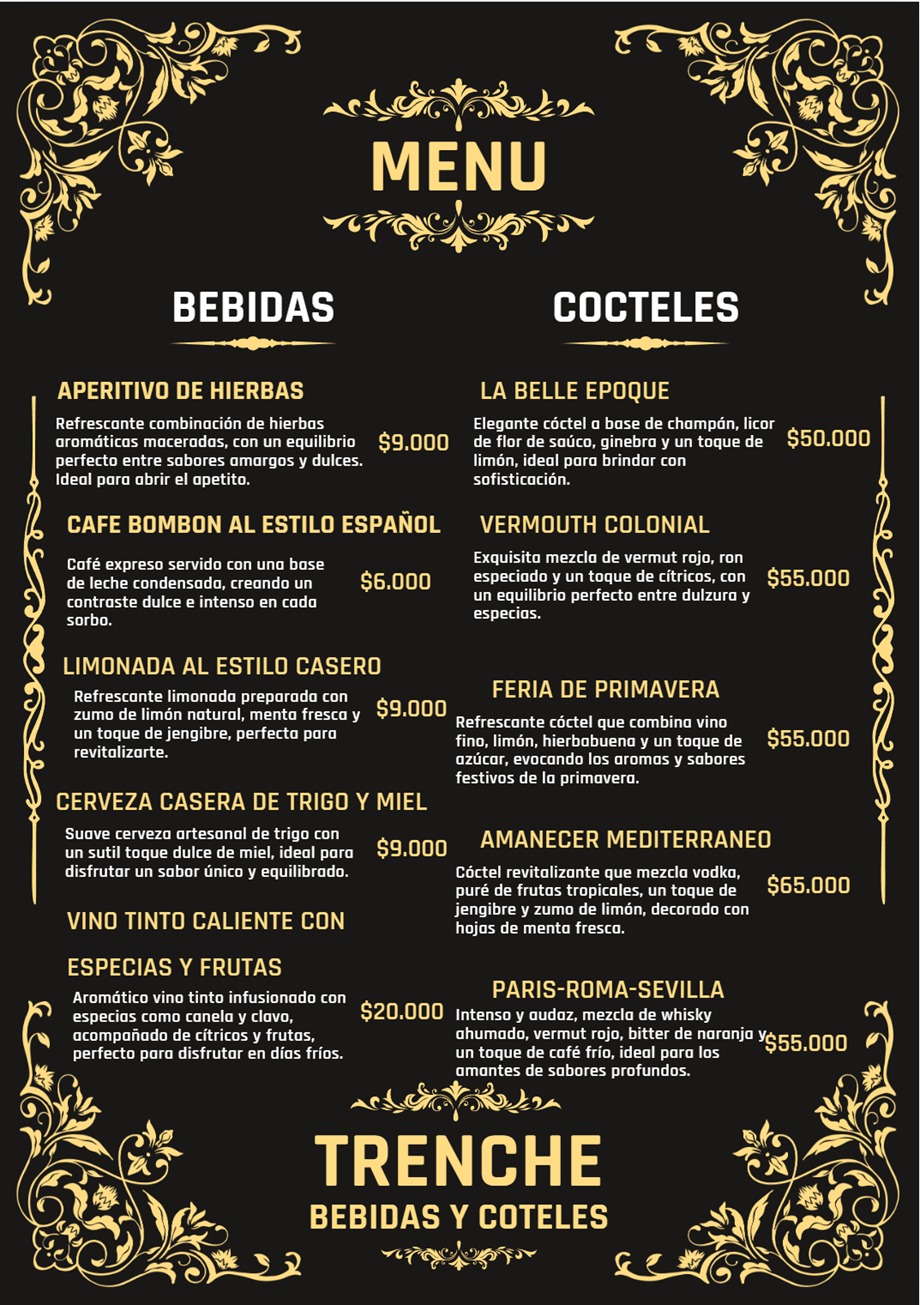 MENU
BEBIDAS
APERITIVO DE HIERBAS
Refrescante combinación de hierbas
aromáticas maceradas, con un equilibrio
perfecto entre sabores amargos y dulces.
Ideal para abrir el apetito.
$9.000
CAFE BOMBON AL ESTILO ESPAÑOL
Café expreso servido con una base
de leche condensada, creando un
contraste dulce e intenso en cada
sorbo.
$6.000
LIMONADA AL ESTILO CASERO
Refrescante limonada preparada con
zumo de limón natural, menta fresca y
un toque de jengibre, perfecta para
revitalizarte.
$9.000
CERVEZA CASERA DE TRIGO Y MIEL
Suave cerveza artesanal de trigo con
un sutil toque dulce de miel, ideal para
disfrutar un sabor único y equilibrado.
$9.000
VINO TINTO CALIENTE CON
ESPECIAS Y FRUTAS
Aromático vino tinto infusionado con
especias como canela y clavo,
acompañado de cítricos y frutas,
perfecto para disfrutar en días fríos.
$20.000
COCTELES
LA BELLE EPOQUE
Elegante cóctel a base de champán, licor
de flor de saúco, ginebra y un toque de
limón, ideal para brindar con
sofisticación.
$50.000
VERMOUTH COLONIAL
Exquisita mezcla de vermut rojo, ron
especiado y un toque de cítricos, con
un equilibrio perfecto entre dulzura y
especias.
$55.000
FERIA DE PRIMAVERA
Refrescante cóctel que combina vino
fino, limón, hierbabuena y un toque de
azúcar, evocando los aromas y sabores
festivos de la primavera.
$55.000
AMANECER MEDITERRANEO
Cóctel revitalizante que mezcla vodka,
puré de frutas tropicales, un toque de
jengibre y zumo de limón, decorado con
hojas de menta fresca.
$65.000
PARIS-ROMA-SEVILLA
Intenso y audaz, mezcla de whisky
ahumado, vermut rojo, bitter de naranja y
un toque de café frío, ideal para los
amantes de sabores profundos.
$55.000
TRENCHE
BEBIDAS Y COTELES